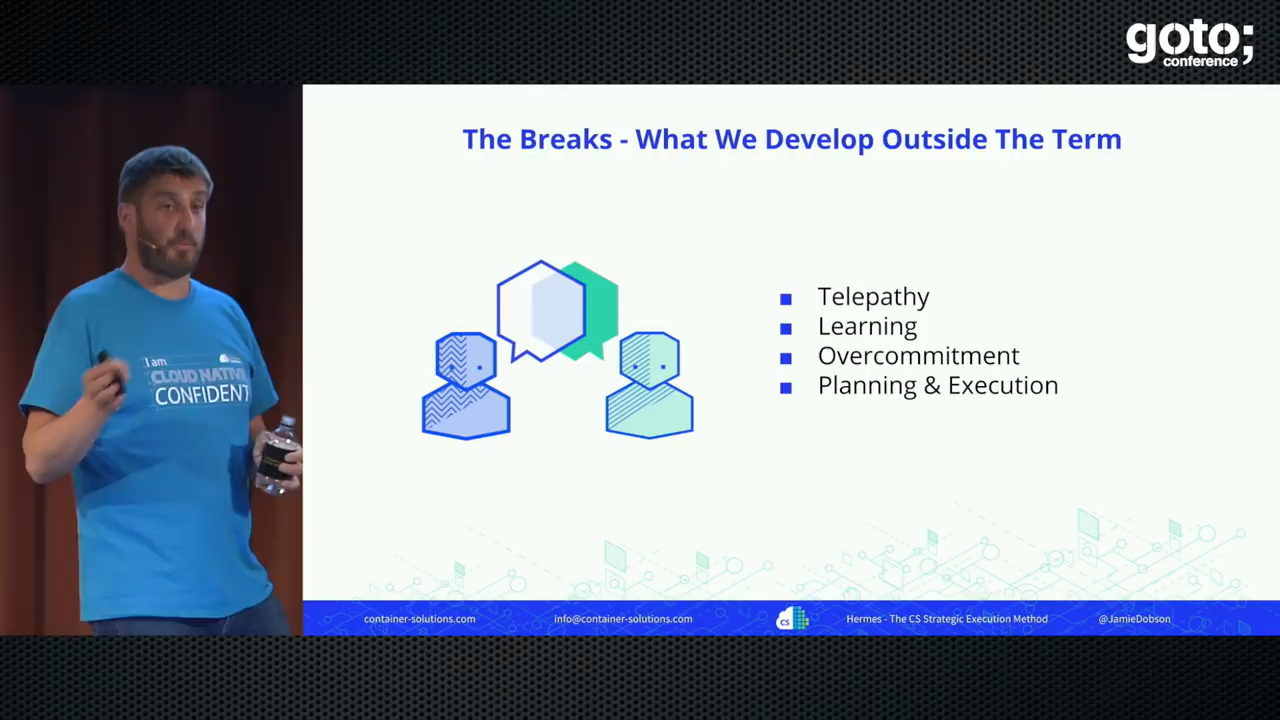 goto;
conference
The Breaks - What We Develop Outside The Term
Telepathy
Learning
Overcommitment
Planning & Execution
I am
CLOUD NATIVE
CONFIDENT
container-solutions.com
info@container-solutions.com
CS
Hermes - The CS Strategic Execution Method
@JamieDobson